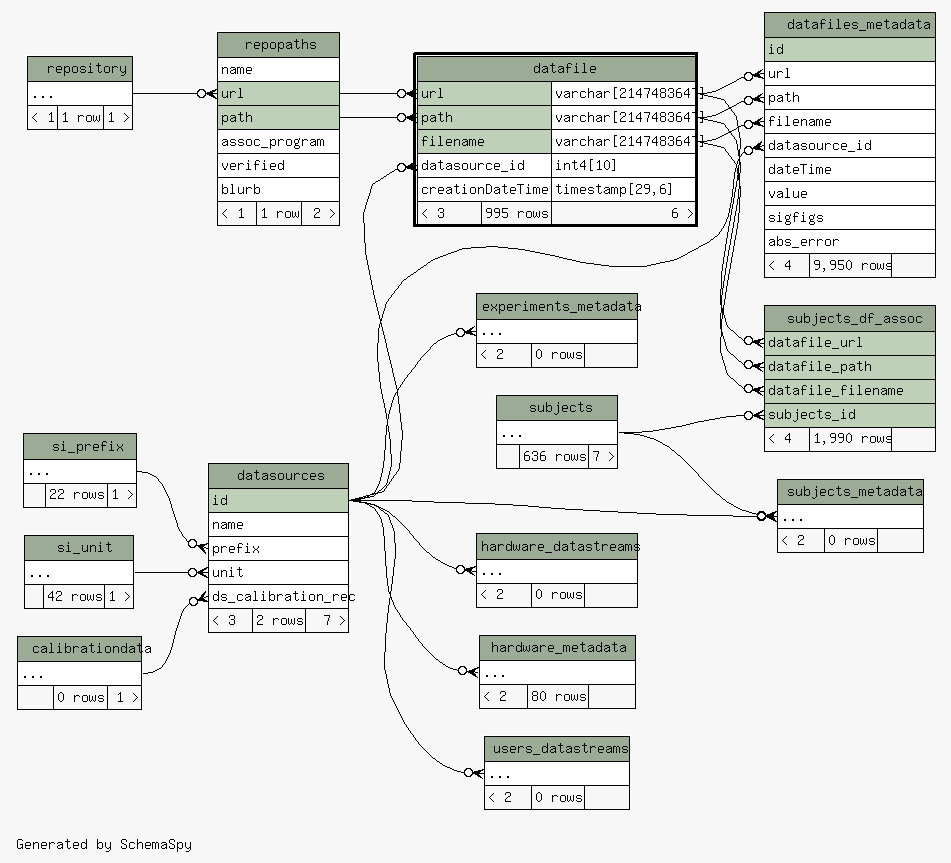 repository
...
< 1 1 row 1 >
repopaths
name
url
path
assoc_program
verified
blurb
< 1 1 row 2 >
datafile
url varchar[2147483647]
path varchar[2147483647]
filename varchar[2147483647]
datasource_id int4[10]
creationDateTime timestamp[29,6]
< 3 995 rows 6 >
datafiles_metadata
id
url
path
filename
datasource_id
dateTime
value
sigfigs
abs_error
< 4 9,950 rows
experiments_metadata
...
< 2 0 rows
subjects_df_assoc
datafile_url
datafile_path
datafile_filename
subjects_id
< 4 1,990 rows
subjects
...
636 rows 7 >
si_prefix
...
22 rows 1 >
datasources
id
name
prefix
unit
ds_calibration_rec
< 3 2 rows 7 >
subjects_metadata
...
< 2 0 rows
si_unit
...
42 rows 1 >
hardware_datastreams
...
< 2 0 rows
calibrationdata
...
0 rows 1 >
hardware_metadata
...
< 2 80 rows
users_datastreams
...
< 2 0 rows
Generated by SchemaSpy